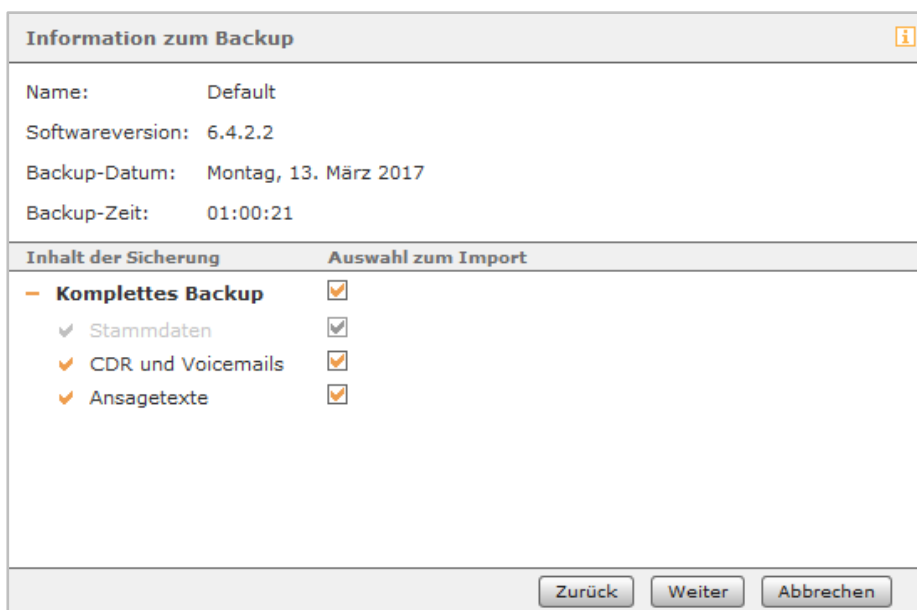 Information zum Backup
Name: Default
Softwareversion: 6.4.2.2
Backup-Datum: Montag, 13. März 2017
Backup-Zeit: 01:00:21
Inhalt der Sicherung Auswahl zum Import
Komplettes Backup
Stammdaten
CDR und Voicemails
Ansagetexte
Zurück Weiter Abbrechen